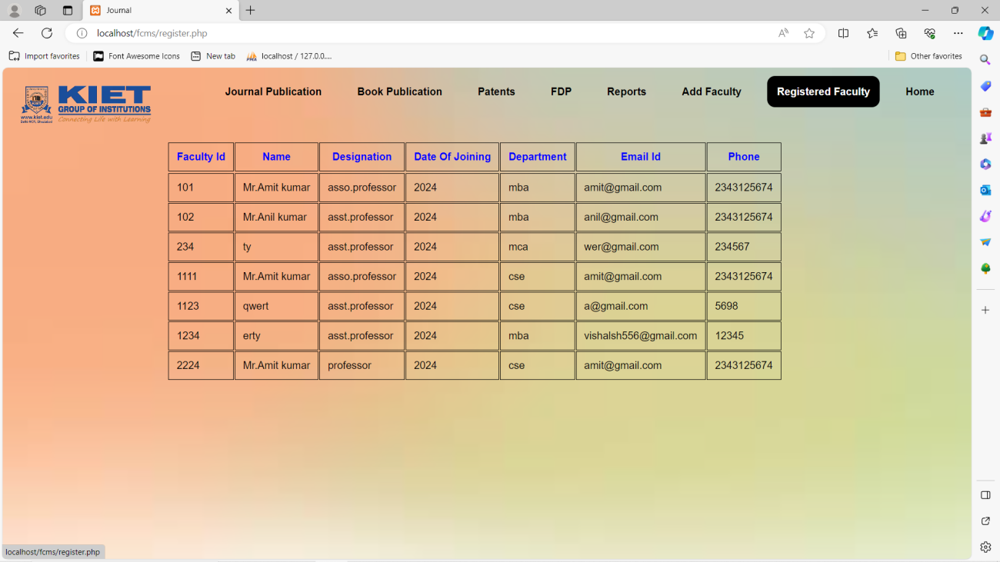 Journal
localhost/fcms/register.php
Import favorites Font Awesome Icons New tab localhost / 127.0.0.... Other favorites
KIET
GROUP OF INSTITUTIONS
www.kiet.edu
Connecting Life with Learning
Journal Publication Book Publication Patents FDP Reports Add Faculty Registered Faculty Home
Faculty Id Name Designation Date Of Joining Department Email Id Phone
101 Mr.Amit kumar asso.professor 2024 mba amit@gmail.com 2343125674
102 Mr.Anil kumar asst.professor 2024 mba anil@gmail.com 2343125674
234 ty asst.professor 2024 mca wer@gmail.com 234567
1111 Mr.Amit kumar asso.professor 2024 cse amit@gmail.com 2343125674
1123 qwert asst.professor 2024 cse a@gmail.com 5698
1234 erty asst.professor 2024 mba vishalsh556@gmail.com 12345
2224 Mr.Amit kumar professor 2024 cse amit@gmail.com 2343125674
localhost/fcms/register.php